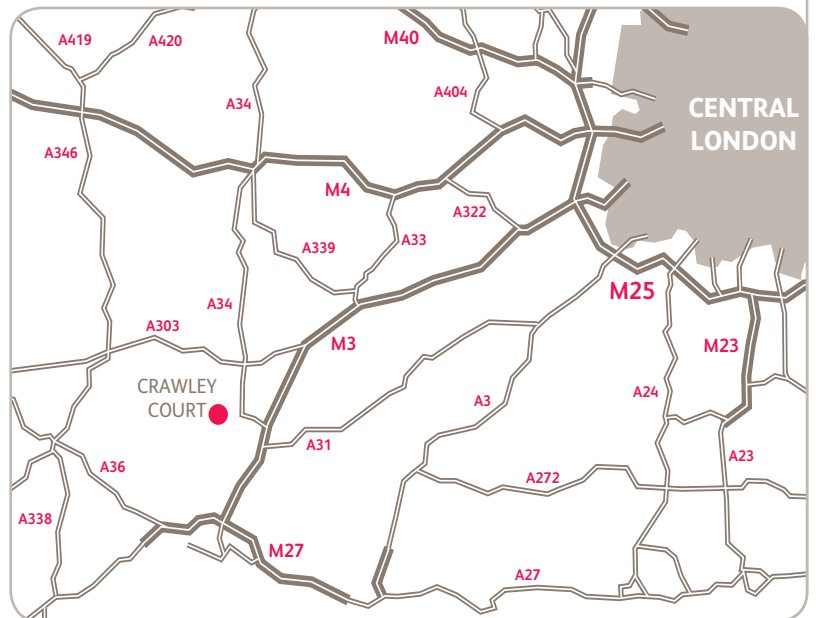 A419
A420
M40
A34
A404
CENTRAL
LONDON
A346
M4
A322
A339
A33
M25
A34
A303
M3
M23
CRAWLEY
COURT
A3
A24
A31
A23
A36
A272
A338
M27
A27